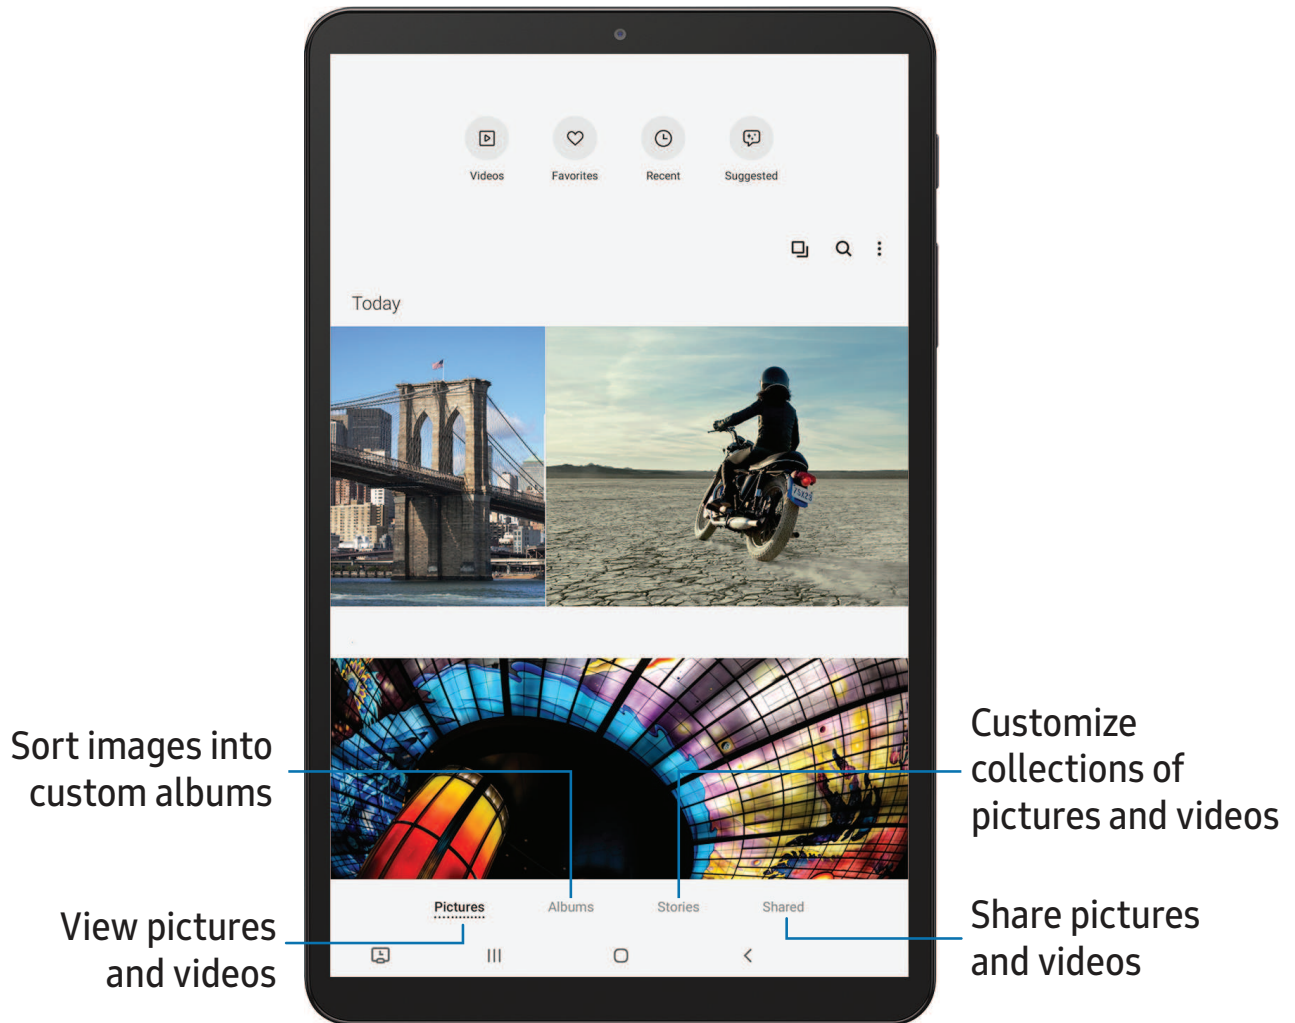 Videos
Favorites
Recent
Suggested
Today
Sort images into
custom albums
Customize
collections of
pictures and videos
Pictures
Albums
Stories
Shared
View pictures
and videos
Share pictures
and videos